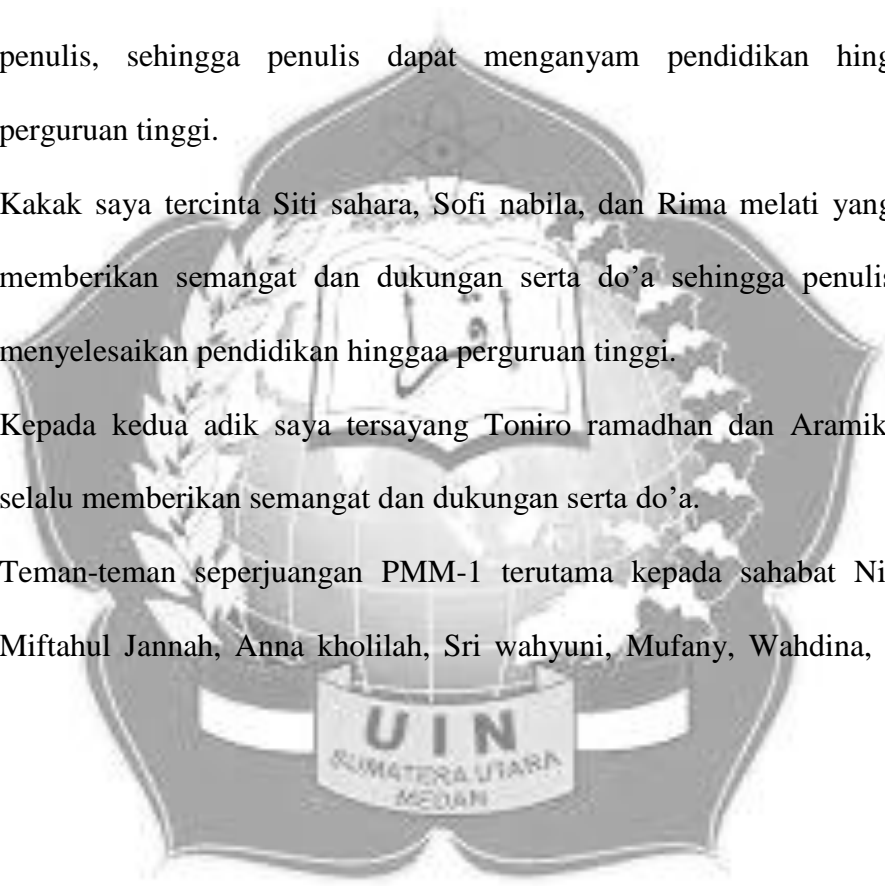 penulis, sehingga penulis dapat menganyam pendidikan hing
perguruan tinggi.
Kakak saya tercinta Siti sahara, Sofi nabila, dan Rima melati yang
memberikan semangat dan dukungan serta do’a sehingga penulis
menyelesaikan pendidikan hinggaa perguruan tinggi.
Kepada kedua adik saya tersayang Toniro ramadhan dan Aramik
selalu memberikan semangat dan dukungan serta do’a.
Teman-teman seperjuangan PMM-1 terutama kepada sahabat Ni
Miftahul Jannah, Anna kholilah, Sri wahyuni, Mufany, Wahdina,
UIN
SUMATERA UTARA
MEDAN